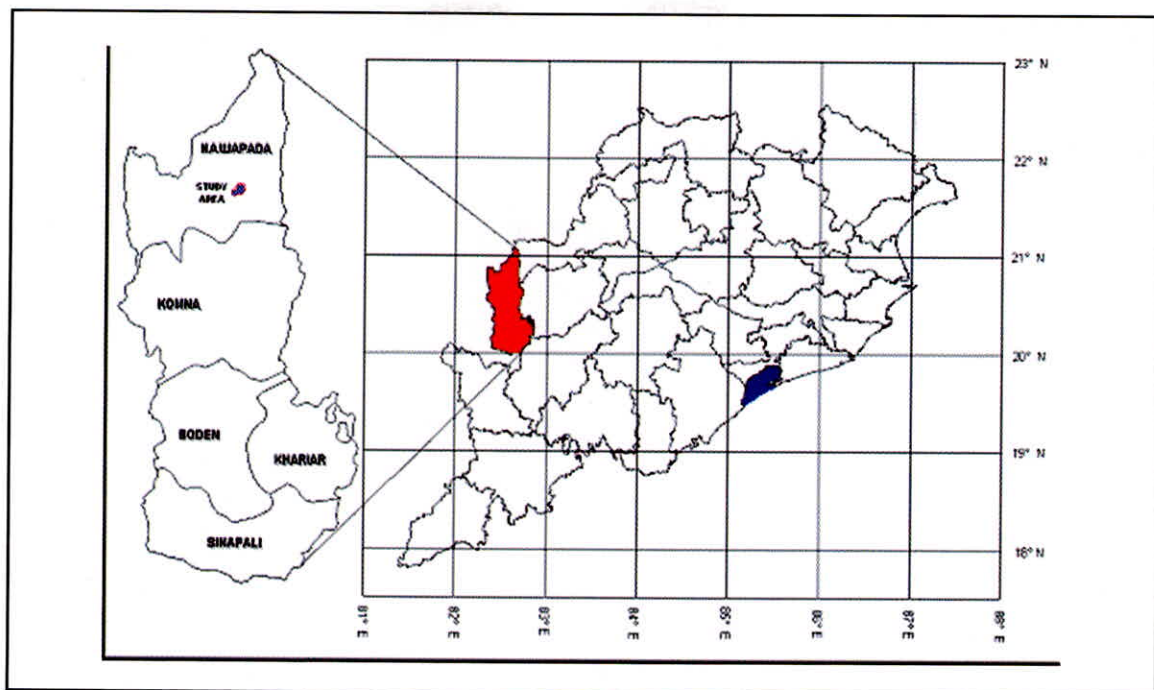 NAWAPADA
STUDY
AREA
KOMNA
BODEN
KHARIAR
SINAPALI
23° N
22° N
21° N
20° N
19° N
18° N
81° E
82° E
83° E
84° E
85° E
86° E
87° E
88° E